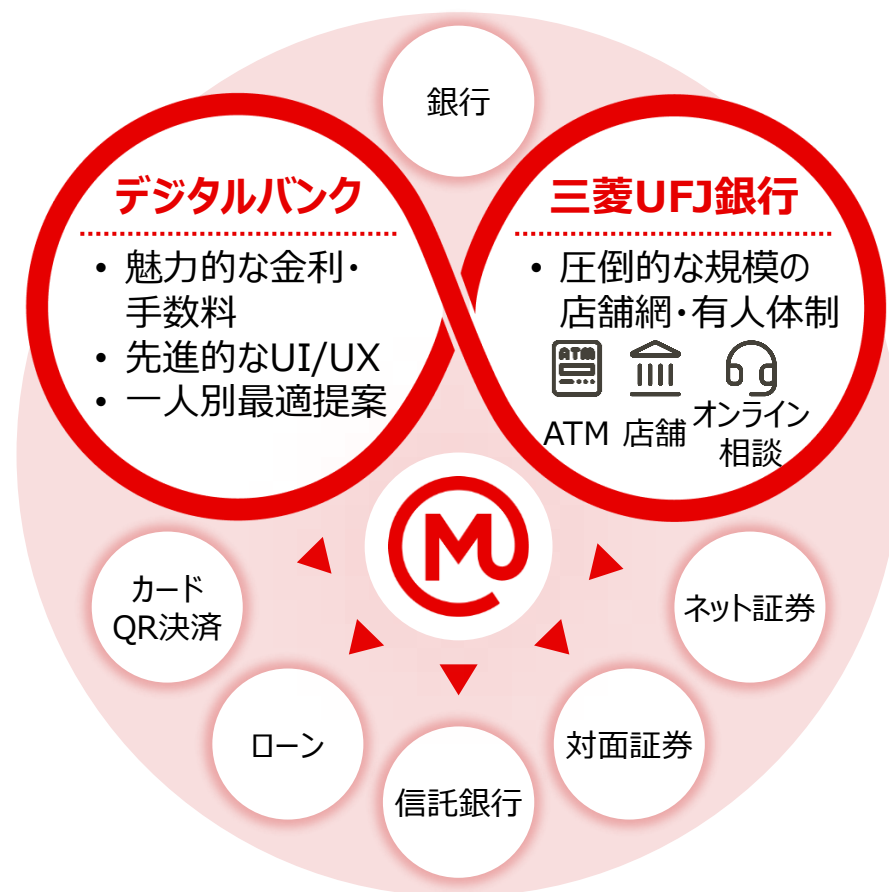 銀行
デジタルバンク
• 魅力的な金利・
手数料
• 先進的なUI/UX
• 一人別最適提案
三菱UFJ銀行
• 圧倒的な規模の
店舗網・有人体制
ATM
ATM
店舗
オンライン
相談
M
カード
QR決済
ネット証券
ローン
対面証券
信託銀行